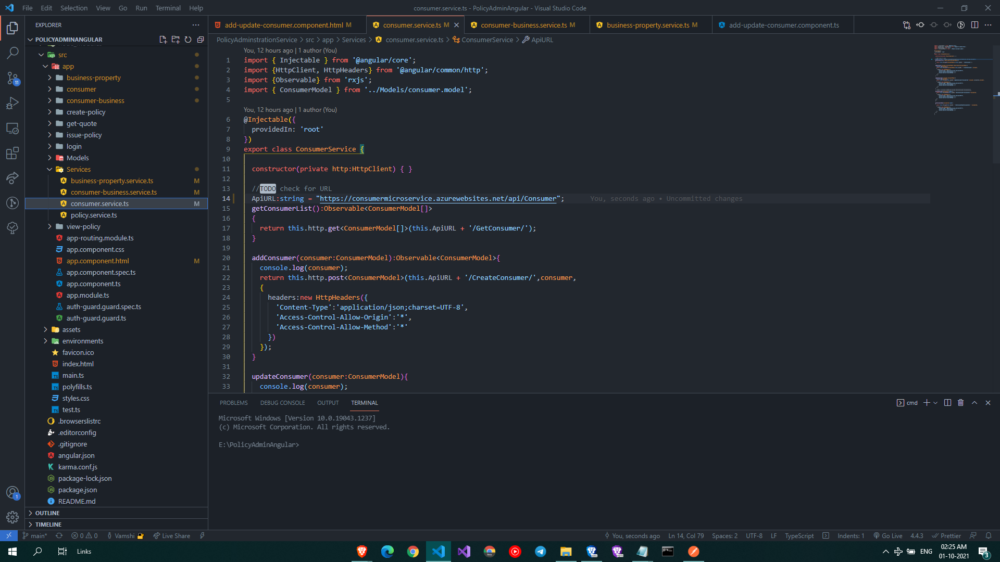 File Edit Selection View Go Run Terminal Help
consumer.service.ts - PolicyAdminAngular - Visual Studio Code
EXPLORER
POLICYADMINANGULAR
src
app
business-property
consumer
consumer-business
create-policy
get-quote
issue-policy
login
Models
Services
business-property.service.ts M
consumer-business.service.ts M
consumer.service.ts M
policy.service.ts
view-policy
app-routing.module.ts
app.component.css
app.component.html M
app.component.spec.ts
app.component.ts
app.module.ts
auth-guard.guard.spec.ts
auth-guard.guard.ts
assets
environments
favicon.ico
index.html
main.ts
polyfills.ts
styles.css
test.ts
.browserslistrc
.editorconfig
.gitignore
angular.json
karma.conf.js
package-lock.json
package.json
README.md
OUTLINE
TIMELINE
11
1
add-update-consumer.component.html M consumer.service.ts M consumer-business.service.ts M business-property.service.ts M add-update-consumer.component.ts
PolicyAdminstrationService > src > app > Services > consumer.service.ts > ConsumerService > ApiURL
You, 12 hours ago | 1 author (You)
1 import { Injectable } from '@angular/core';
2 import {HttpClient, HttpHeaders} from '@angular/common/http';
3 import {Observable} from 'rxjs';
4 import { ConsumerModel } from '../Models/consumer.model';
5
You, 12 hours ago | 1 author (You)
6 @Injectable({
7 providedIn: 'root'
8 })
9 export class ConsumerService {
10
11 constructor(private http:HttpClient) { }
12
13 //TODO check for URL
14 ApiURL:string = "https://consumermicroservice.azurewebsites.net/api/Consumer"; You, seconds ago • Uncommitted changes
15 getConsumerList():Observable<ConsumerModel[]>
16 {
17 return this.http.get<ConsumerModel[]>(this.ApiURL + '/GetConsumer/');
18 }
19
20 addConsumer(consumer:ConsumerModel):Observable<ConsumerModel>{
21 console.log(consumer);
22 return this.http.post<ConsumerModel>(this.ApiURL + '/CreateConsumer/',consumer,
23 {
24 headers:new HttpHeaders({
25 'Content-Type':'application/json;charset=UTF-8',
26 'Access-Control-Allow-Origin':'*',
27 'Access-Control-Allow-Method':'*'
28 })
29 });
30 }
31
32 updateConsumer(consumer:ConsumerModel){
33 console.log(consumer);
PROBLEMS DEBUG CONSOLE OUTPUT TERMINAL
cmd
Microsoft Windows [Version 10.0.19043.1237]
(c) Microsoft Corporation. All rights reserved.
E:\PolicyAdminAngular>
main* 0 0 Vamshi Live Share
You, seconds ago Ln 14, Col 79 Spaces: 2 UTF-8 LF TypeScript Indents: 1 Go Live 4.4.3 Prettier
Links
ENG
02:25 AM
01-10-2021
3